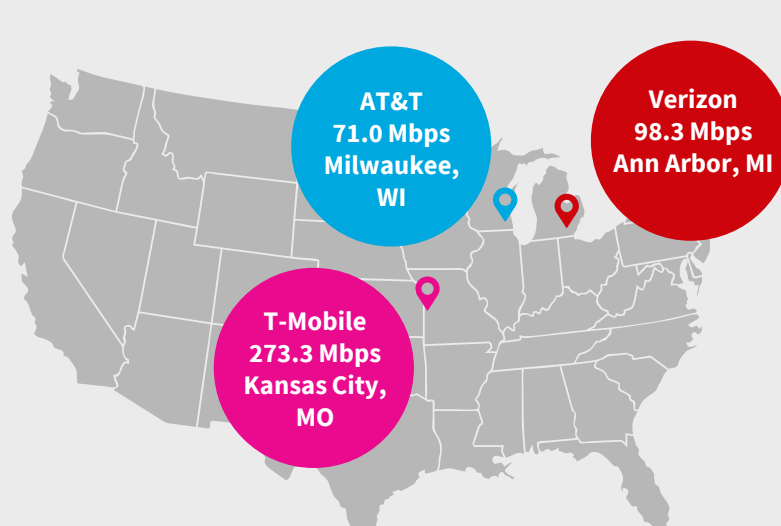 AT&T
71.0 Mbps
Milwaukee,
WI
Verizon
98.3 Mbps
Ann Arbor, MI
T-Mobile
273.3 Mbps
Kansas City,
MO